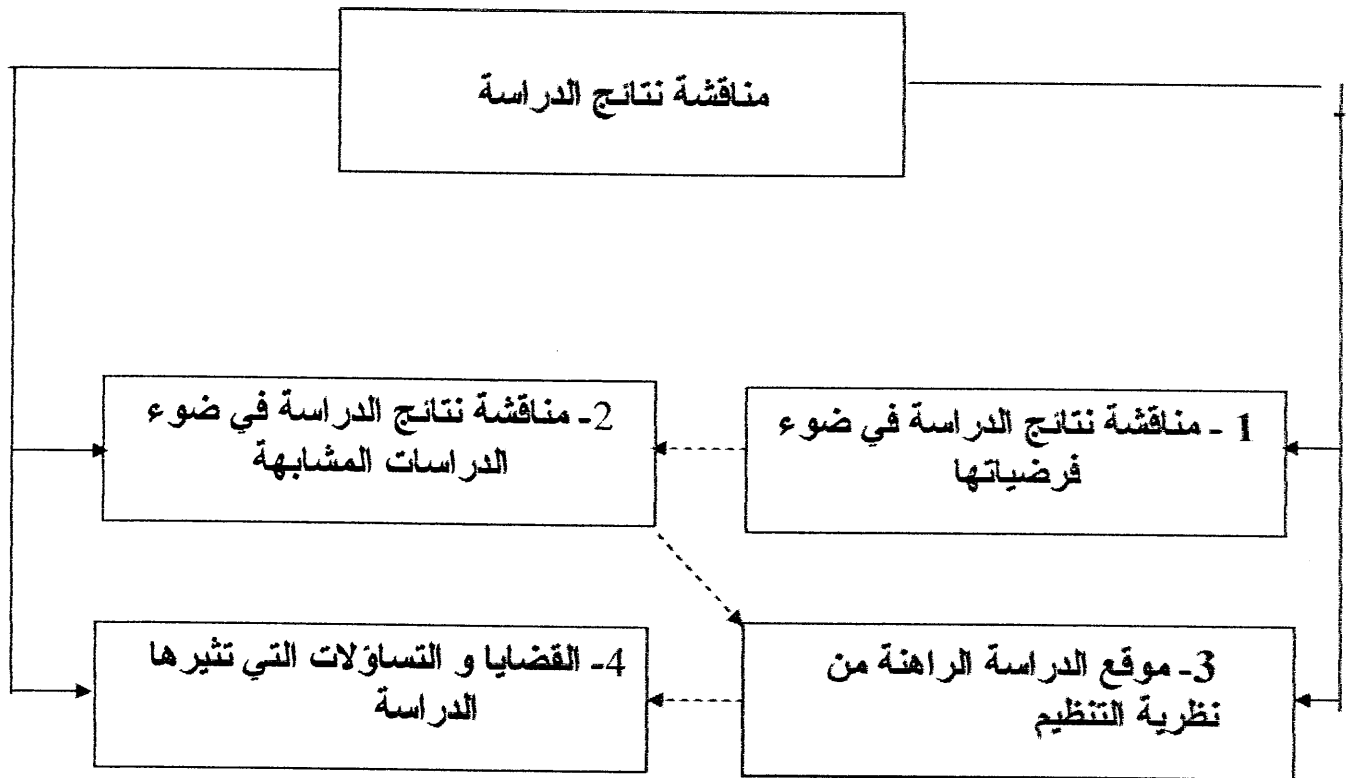 مناقشة نتائج الدراسة
1 - مناقشة نتائج الدراسة في ضوء
فرضياتها
2- مناقشة نتائج الدراسة في ضوء
الدراسات المشابهة
3- موقع الدراسة الراهنة من
نظرية التنظيم
4- القضايا و التساؤلات التي تثيرها
الدراسة